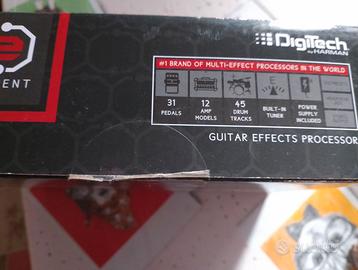 DigiTech
by HARMAN
#1 BRAND OF MULTI-EFFECT PROCESSORS IN THE WORLD
31 PEDALS
12 AMP MODELS
45 DRUM TRACKS
E
BUILT-IN TUNER
POWER SUPPLY INCLUDED
GUITAR EFFECTS PROCESSOR
subito